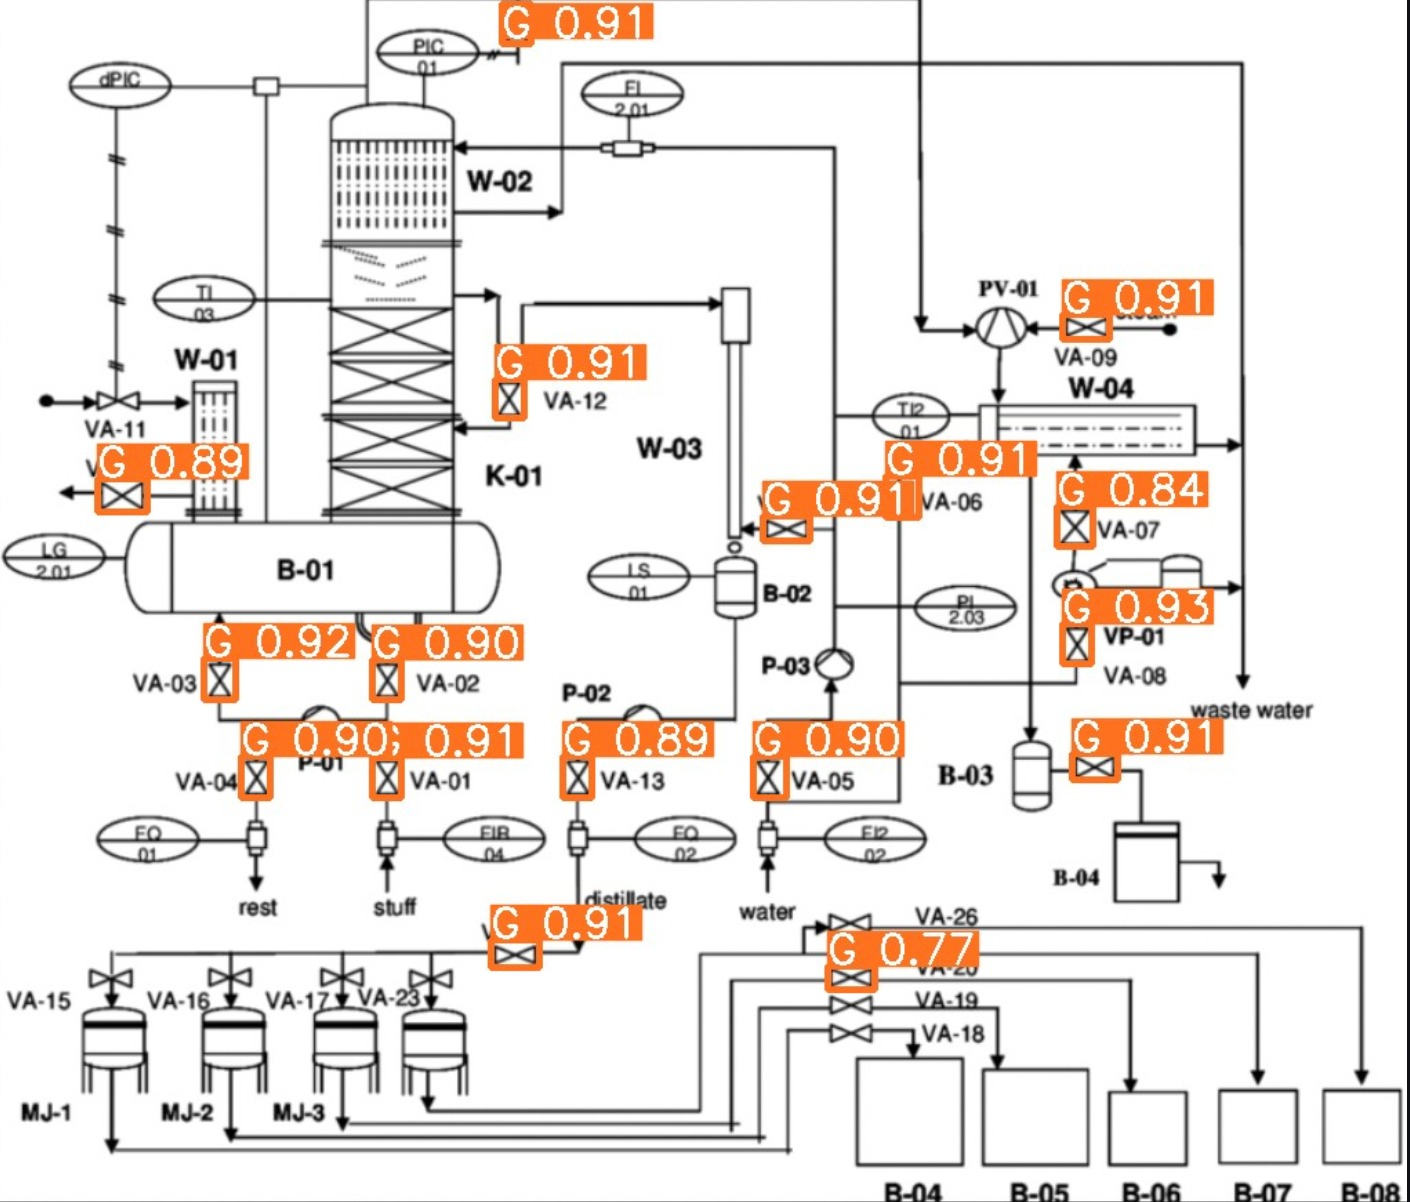 G 0.91
PIC
01
dPIC
FI
2.01
W-02
TI
03
PV-01
G 0.91
VA-09
W-01
G 0.91
VA-12
W-04
TI2
01
VA-11
W-03
G 0.89
K-01
G 0.91
G 0.91
VA-06
G 0.84
VA-07
LG
2.01
B-01
LS
01
B-02
PI
2.03
G 0.93
VP-01
G 0.92
G 0.90
P-03
VA-03
VA-02
VA-08
P-02
waste water
G 0.90
G 0.91
G 0.89
G 0.90
G 0.91
P-01
VA-04
VA-01
VA-13
VA-05
B-03
FQ
01
FIR
04
FQ
02
FI2
02
B-04
rest
stuff
distillate
water
G 0.91
VA-26
G 0.77
VA-20
VA-15
VA-16
VA-17
VA-23
VA-19
VA-18
MJ-1
MJ-2
MJ-3
B-04
B-05
B-06
B-07
B-08